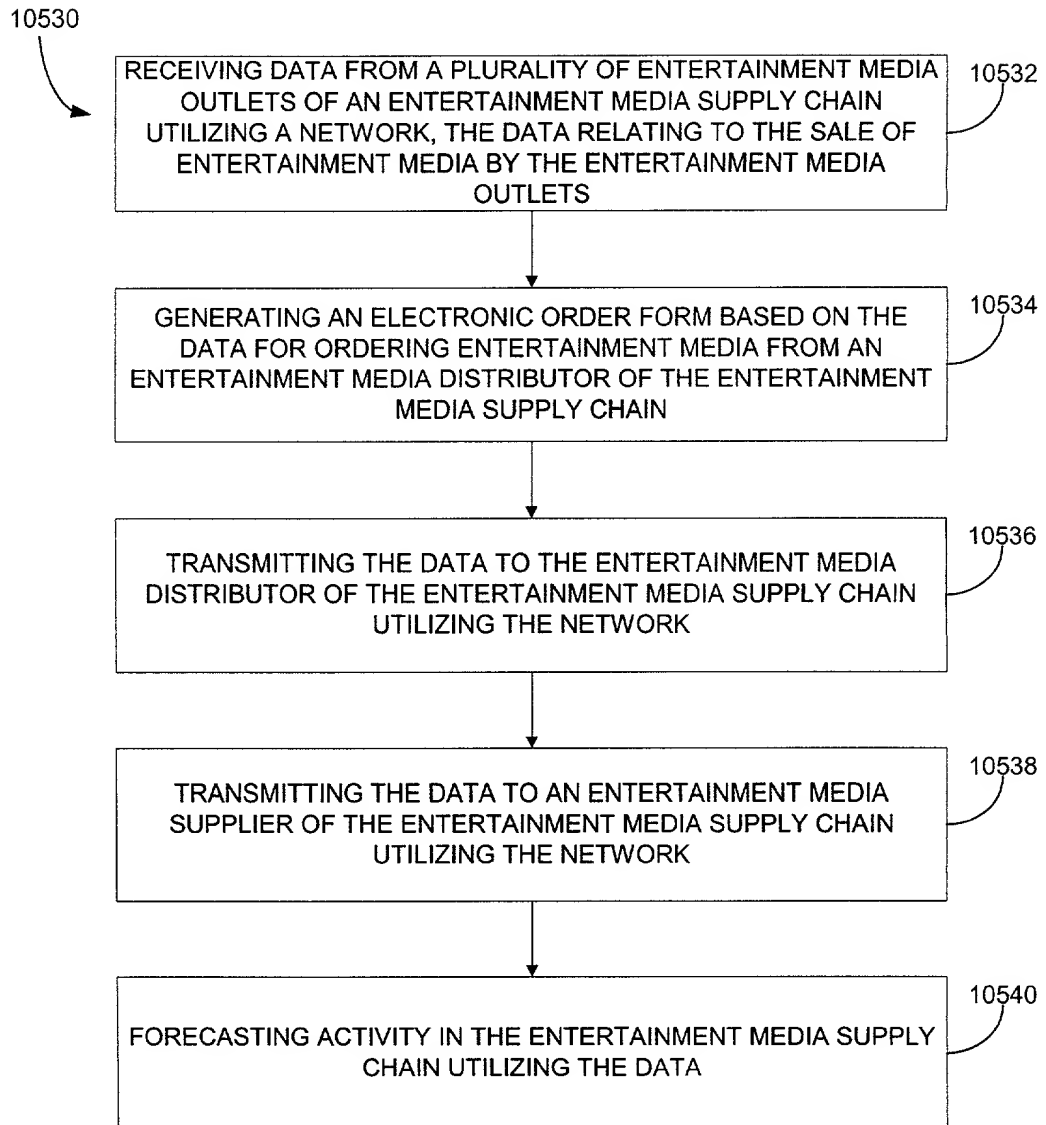 10530
RECEIVING DATA FROM A PLURALITY OF ENTERTAINMENT MEDIA
OUTLETS OF AN ENTERTAINMENT MEDIA SUPPLY CHAIN
UTILIZING A NETWORK, THE DATA RELATING TO THE SALE OF
ENTERTAINMENT MEDIA BY THE ENTERTAINMENT MEDIA
OUTLETS
10532
GENERATING AN ELECTRONIC ORDER FORM BASED ON THE
DATA FOR ORDERING ENTERTAINMENT MEDIA FROM AN
ENTERTAINMENT MEDIA DISTRIBUTOR OF THE ENTERTAINMENT
MEDIA SUPPLY CHAIN
10534
TRANSMITTING THE DATA TO THE ENTERTAINMENT MEDIA
DISTRIBUTOR OF THE ENTERTAINMENT MEDIA SUPPLY CHAIN
UTILIZING THE NETWORK
10536
TRANSMITTING THE DATA TO AN ENTERTAINMENT MEDIA
SUPPLIER OF THE ENTERTAINMENT MEDIA SUPPLY CHAIN
UTILIZING THE NETWORK
10538
FORECASTING ACTIVITY IN THE ENTERTAINMENT MEDIA SUPPLY
CHAIN UTILIZING THE DATA
10540